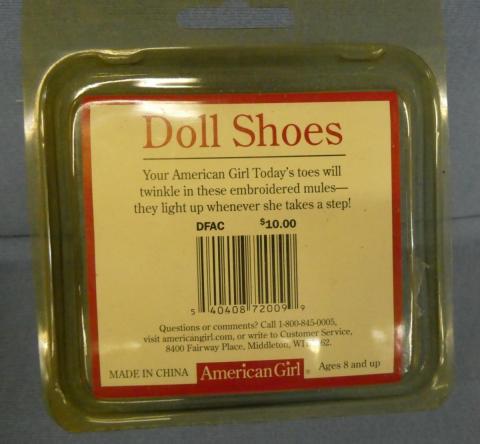 Doll Shoes
Your American Girl Today's toes will
twinkle in these embroidered mules—
they light up whenever she takes a step!
DFAC $10.00
5 40408 72009 9
Questions or comments? Call 1-800-845-0005,
visit americangirl.com, or write to Customer Service,
8400 Fairway Place, Middleton, WI
MADE IN CHINA American Girl® Ages 8 and up